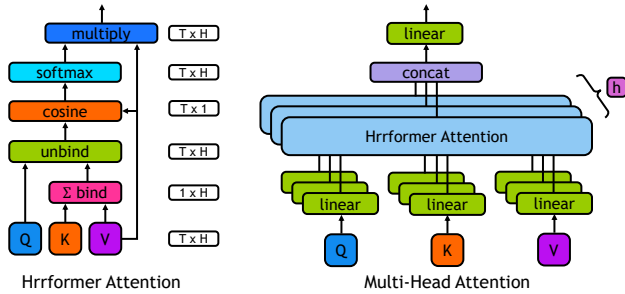 multiply
T x H
softmax
T x H
cosine
T x 1
unbind
T x H
Σ bind
1 x H
Q
K
V
T x H
Hrrformer Attention
linear
concat
h
Hrrformer Attention
linear
linear
linear
Q
K
V
Multi-Head Attention